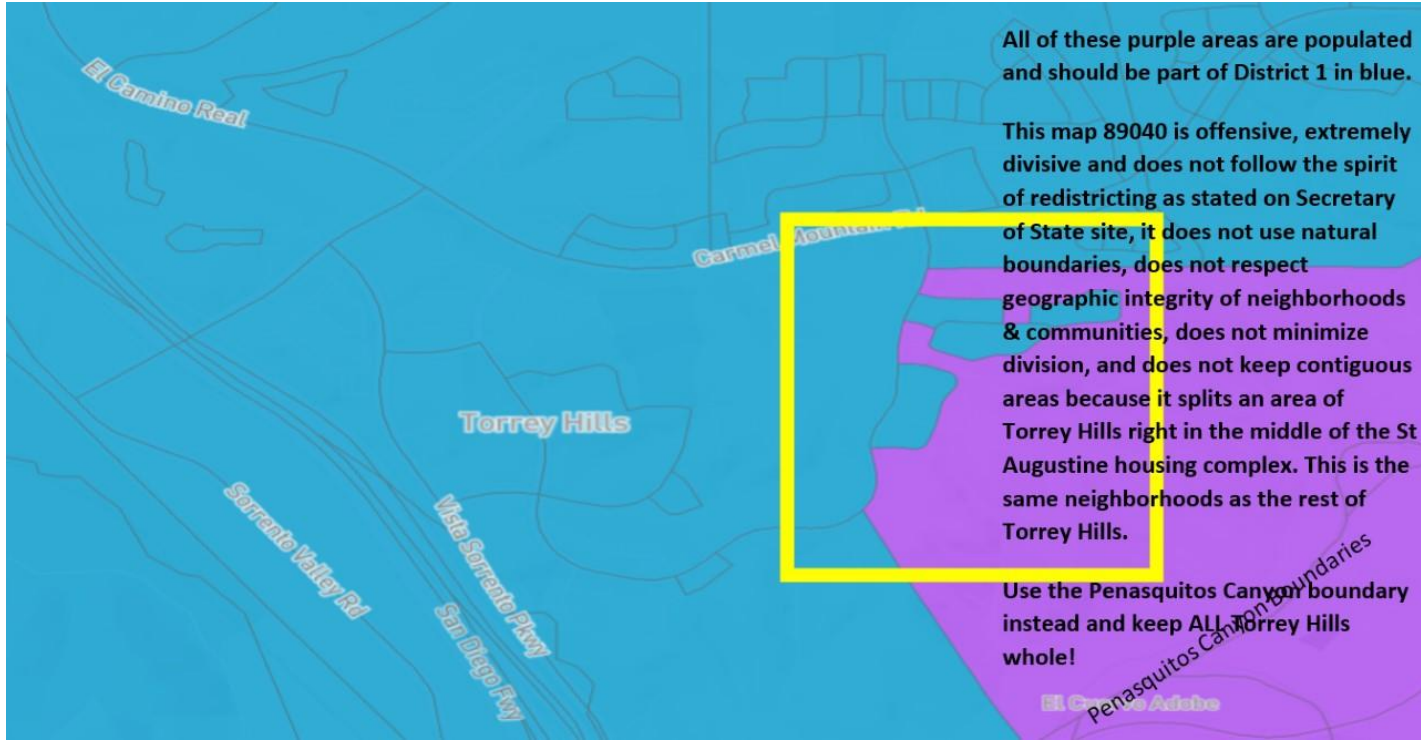 All of these purple areas are populated
and should be part of District 1 in blue.
This map 89040 is offensive, extremely
divisive and does not follow the spirit
of redistricting as stated on Secretary
of State site, it does not use natural
boundaries, does not respect
geographic integrity of neighborhoods
& communities, does not minimize
division, and does not keep contiguous
areas because it splits an area of
Torrey Hills right in the middle of the St
Augustine housing complex. This is the
same neighborhoods as the rest of
Torrey Hills.
Use the Penasquitos Canyon boundary
instead and keep ALL Torrey Hills
whole!
El Camino Real
Carmel Mountain Rd
Torrey Hills
Sorrento Valley Rd
Vista Sorrento Pkwy
San Diego Fwy
Penasquitos Canyon Boundaries
El Cuervo Adobe